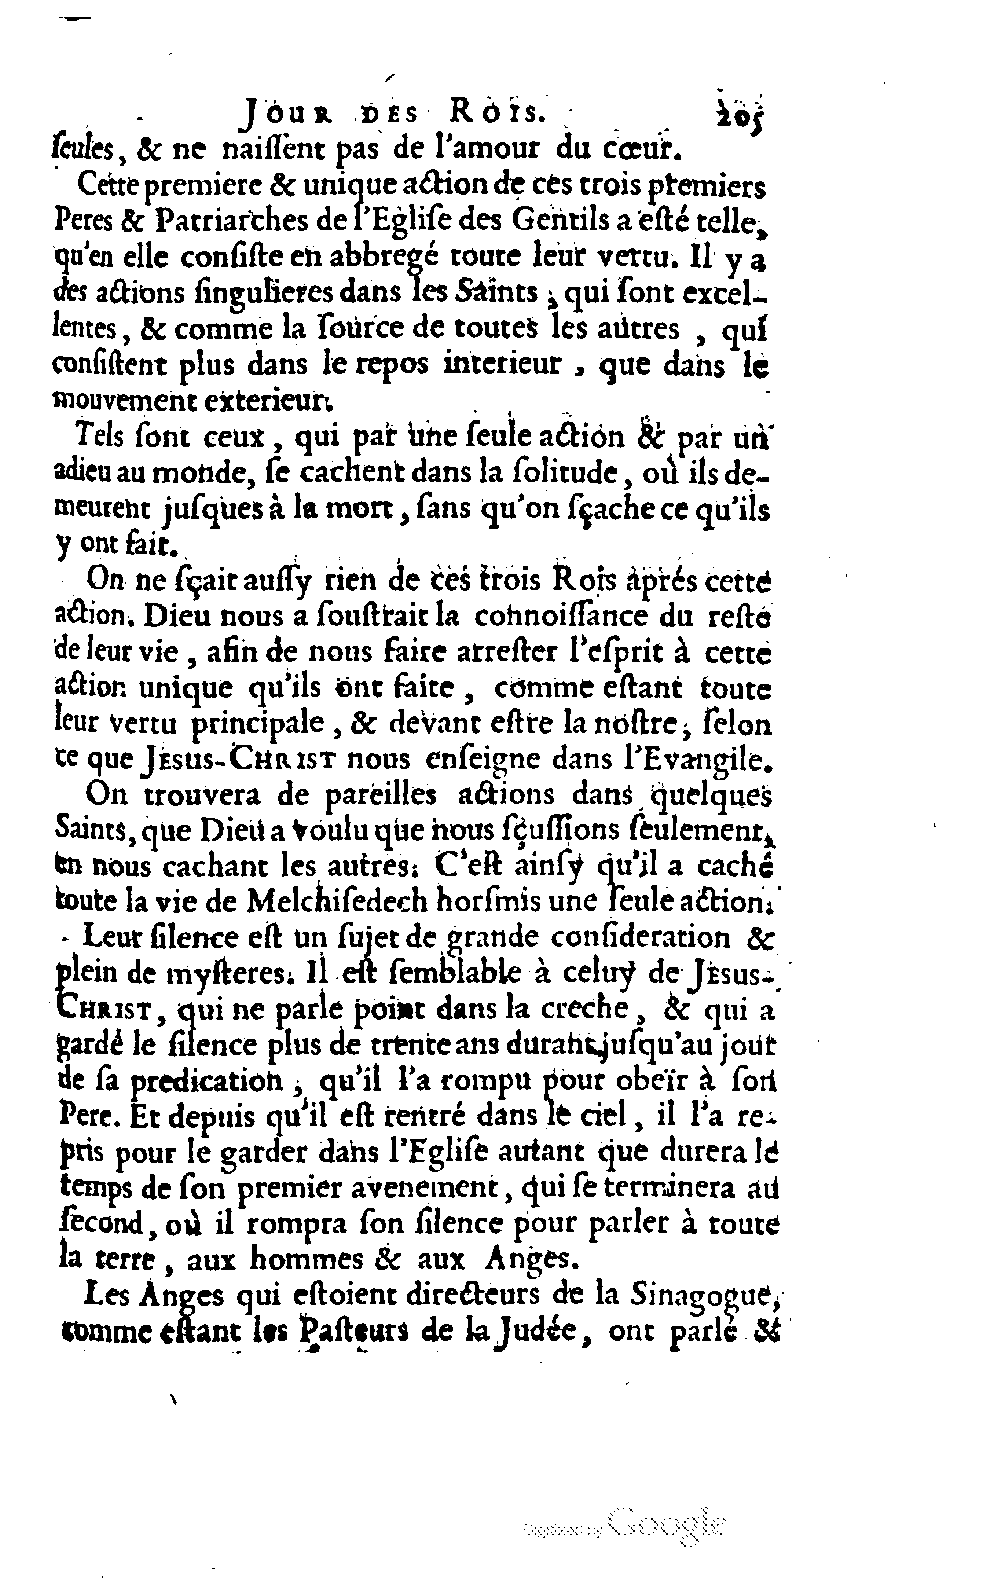 JOUR DES ROIS. 205
ſeules, & ne naiſſent pas de l'amour du cœur.
Cette premiere & unique action de ces trois premiers
Peres & Patriarches de l'Egliſe des Gentils a eſté telle,
qu'en elle conſiſte en abbregé toute leur vertu. Il y a
des actions ſingulieres dans les Saints, qui ſont excel-
lentes, & comme la ſource de toutes les autres, qui
conſiſtent plus dans le repos interieur, que dans le
mouvement exterieur.
Tels ſont ceux, qui par une ſeule action & par un
adieu au monde, ſe cachent dans la ſolitude, où ils de-
meurent juſques à la mort, ſans qu'on ſçache ce qu'ils
y ont fait.
On ne ſçait auſſy rien de ces trois Rois aprés cette
action. Dieu nous a ſouſtrait la connoiſſance du reſte
de leur vie, afin de nous faire arreſter l'eſprit à cette
action unique qu'ils ont faite, comme eſtant toute
leur vertu principale, & devant eſtre la noſtre, ſelon
ce que JESUS-CHRIST nous enſeigne dans l'Evangile.
On trouvera de pareilles actions dans quelques
Saints, que Dieu a voulu que nous ſçuſſions ſeulement,
en nous cachant les autres. C'eſt ainſy qu'il a caché
toute la vie de Melchiſedech horſmis une ſeule action.
Leur ſilence eſt un ſujet de grande conſideration &
plein de myſteres. Il eſt ſemblable à celuy de JESUS-
CHRIST, qui ne parle point dans la creche, & qui a
gardé le ſilence plus de trente ans durant, juſqu'au jour
de ſa predication, qu'il l'a rompu pour obeïr à ſon
Pere. Et depuis qu'il eſt rentré dans le ciel, il l'a re-
pris pour le garder dans l'Egliſe autant que durera le
temps de ſon premier avenement, qui ſe terminera au
ſecond, où il rompra ſon ſilence pour parler à toute
la terre, aux hommes & aux Anges.
Les Anges qui eſtoient directeurs de la Sinagogue,
comme eſtant les Paſteurs de la Judée, ont parlé &
Digitized by Google